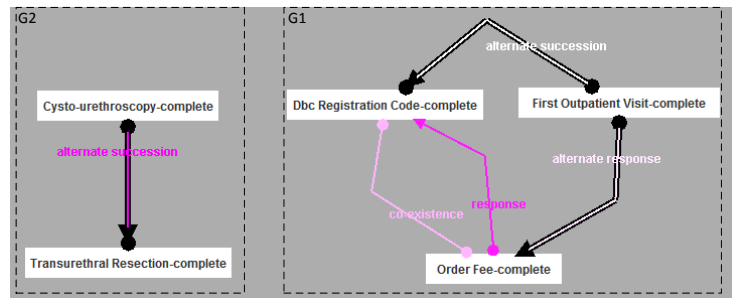 G2
Cysto-urethroscopy-complete
alternate succession
Transurethral Resection-complete
G1
alternate succession
Dbc Registration Code-complete
First Outpatient Visit-complete
alternate response
response
co-existence
Order Fee-complete